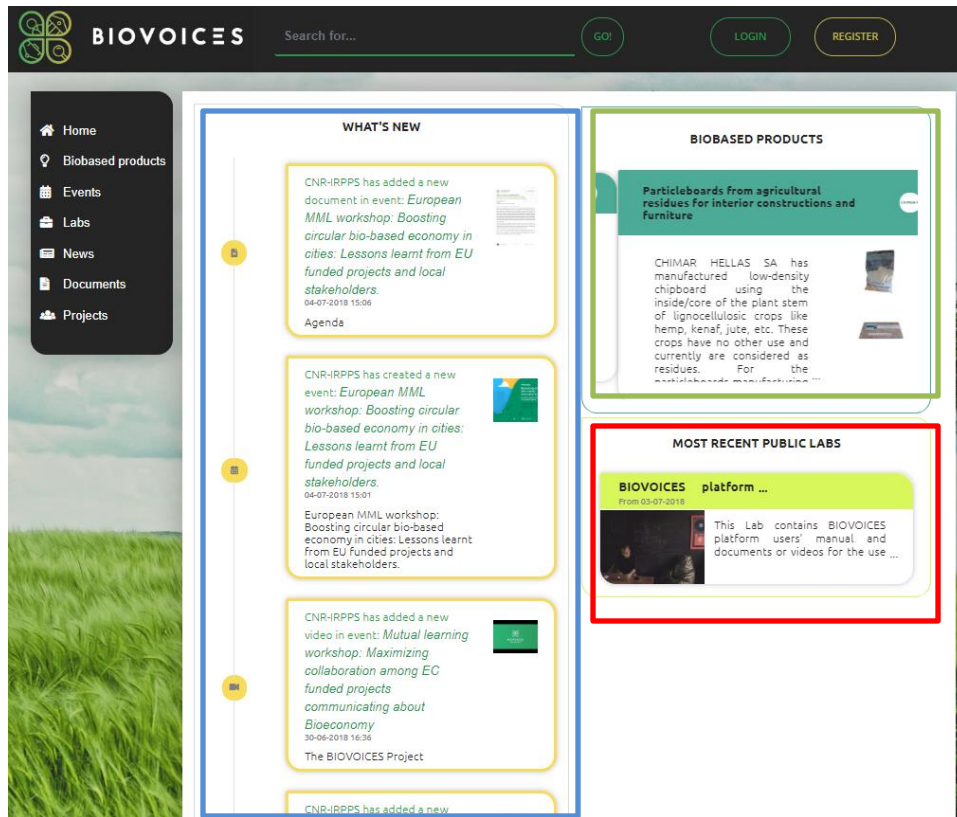 BIOVOICES
Search for...
GO!
LOGIN
REGISTER
Home
Biobased products
Events
Labs
News
Documents
Projects
WHAT'S NEW
CNR-IRPPS has added a new
document in event: European
MML workshop: Boosting
circular bio-based economy in
cities: Lessons learnt from EU
funded projects and local
stakeholders.
04-07-2018 15:06
Agenda
CNR-IRPPS has created a new
event: European MML
workshop: Boosting circular
bio-based economy in cities:
Lessons learnt from EU
funded projects and local
stakeholders.
04-07-2018 15:01
European MML workshop:
Boosting circular bio-based
economy in cities: Lessons learnt
from EU funded projects and
local stakeholders.
CNR-IRPPS has added a new
video in event: Mutual learning
workshop: Maximizing
collaboration among EC
funded projects
communicating about
Bioeconomy
30-06-2018 16:36
The BIOVOICES Project
CNR-IRPPS has added a new
BIOBASED PRODUCTS
Particleboards from agricultural
residues for interior constructions and
furniture
CHIMAR HELLAS SA has
manufactured low-density
chipboard using the
inside/core of the plant stem
of lignocellulosic crops like
hemp, kenaf, jute, etc. These
crops have no other use and
currently are considered as
residues. For the
particleboards manufacturing ...
MOST RECENT PUBLIC LABS
BIOVOICES platform ...
From 03-07-2018
This Lab contains BIOVOICES
platform users' manual and
documents or videos for the use ...